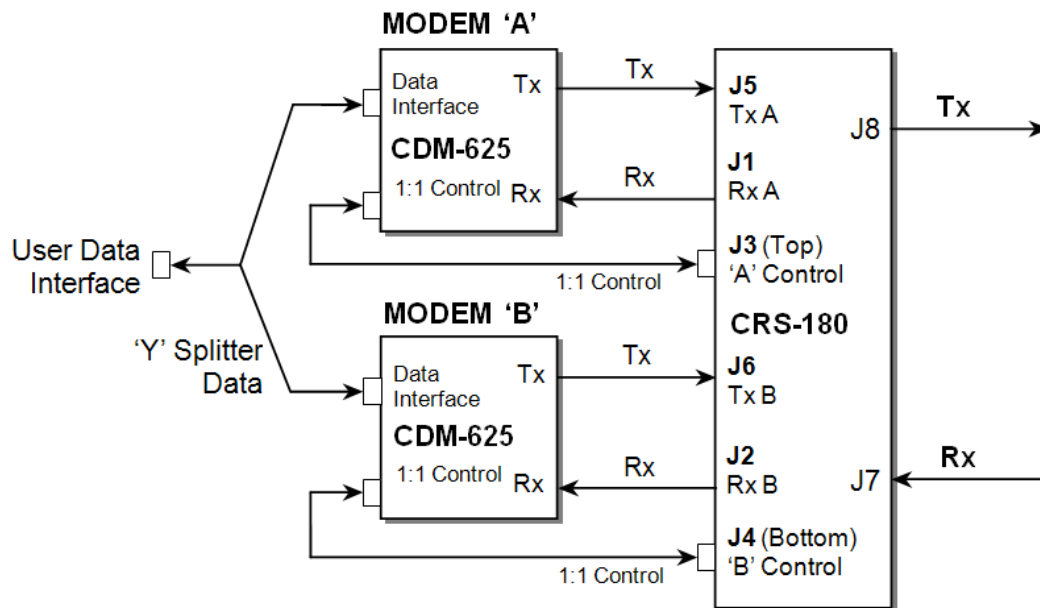 MODEM ‘A’
Data
Interface
Tx
CDM-625
1:1 Control
Rx
Tx
Rx
1:1 Control
User Data
Interface
‘Y’ Splitter
Data
MODEM ‘B’
Data
Interface
Tx
CDM-625
1:1 Control
Rx
Tx
Rx
1:1 Control
J5
Tx A
J1
Rx A
J3 (Top)
‘A’ Control
CRS-180
J6
Tx B
J2
Rx B
J4 (Bottom)
‘B’ Control
J8
Tx
J7
Rx